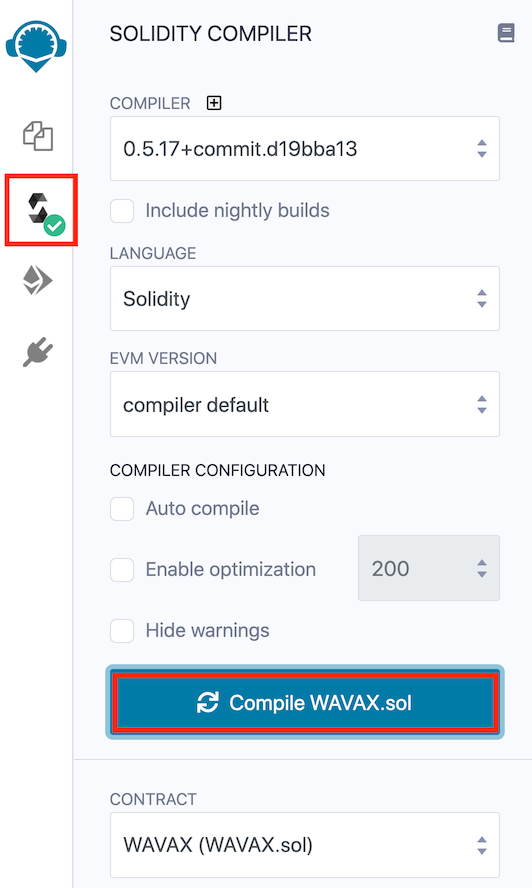 SOLIDITY COMPILER
COMPILER
0.5.17+commit.d19bba13
Include nightly builds
LANGUAGE
Solidity
EVM VERSION
compiler default
COMPILER CONFIGURATION
Auto compile
Enable optimization 200
Hide warnings
Compile WAVAX.sol
CONTRACT
WAVAX (WAVAX.sol)